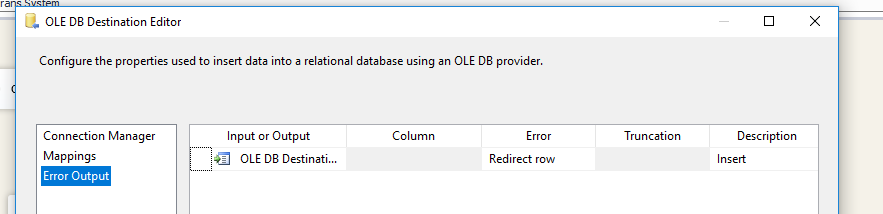 rans System
OLE DB Destination Editor
Configure the properties used to insert data into a relational database using an OLE DB provider.
Connection Manager
Mappings
Error Output
Input or Output Column Error Truncation Description
OLE DB Destinati... Redirect row Insert